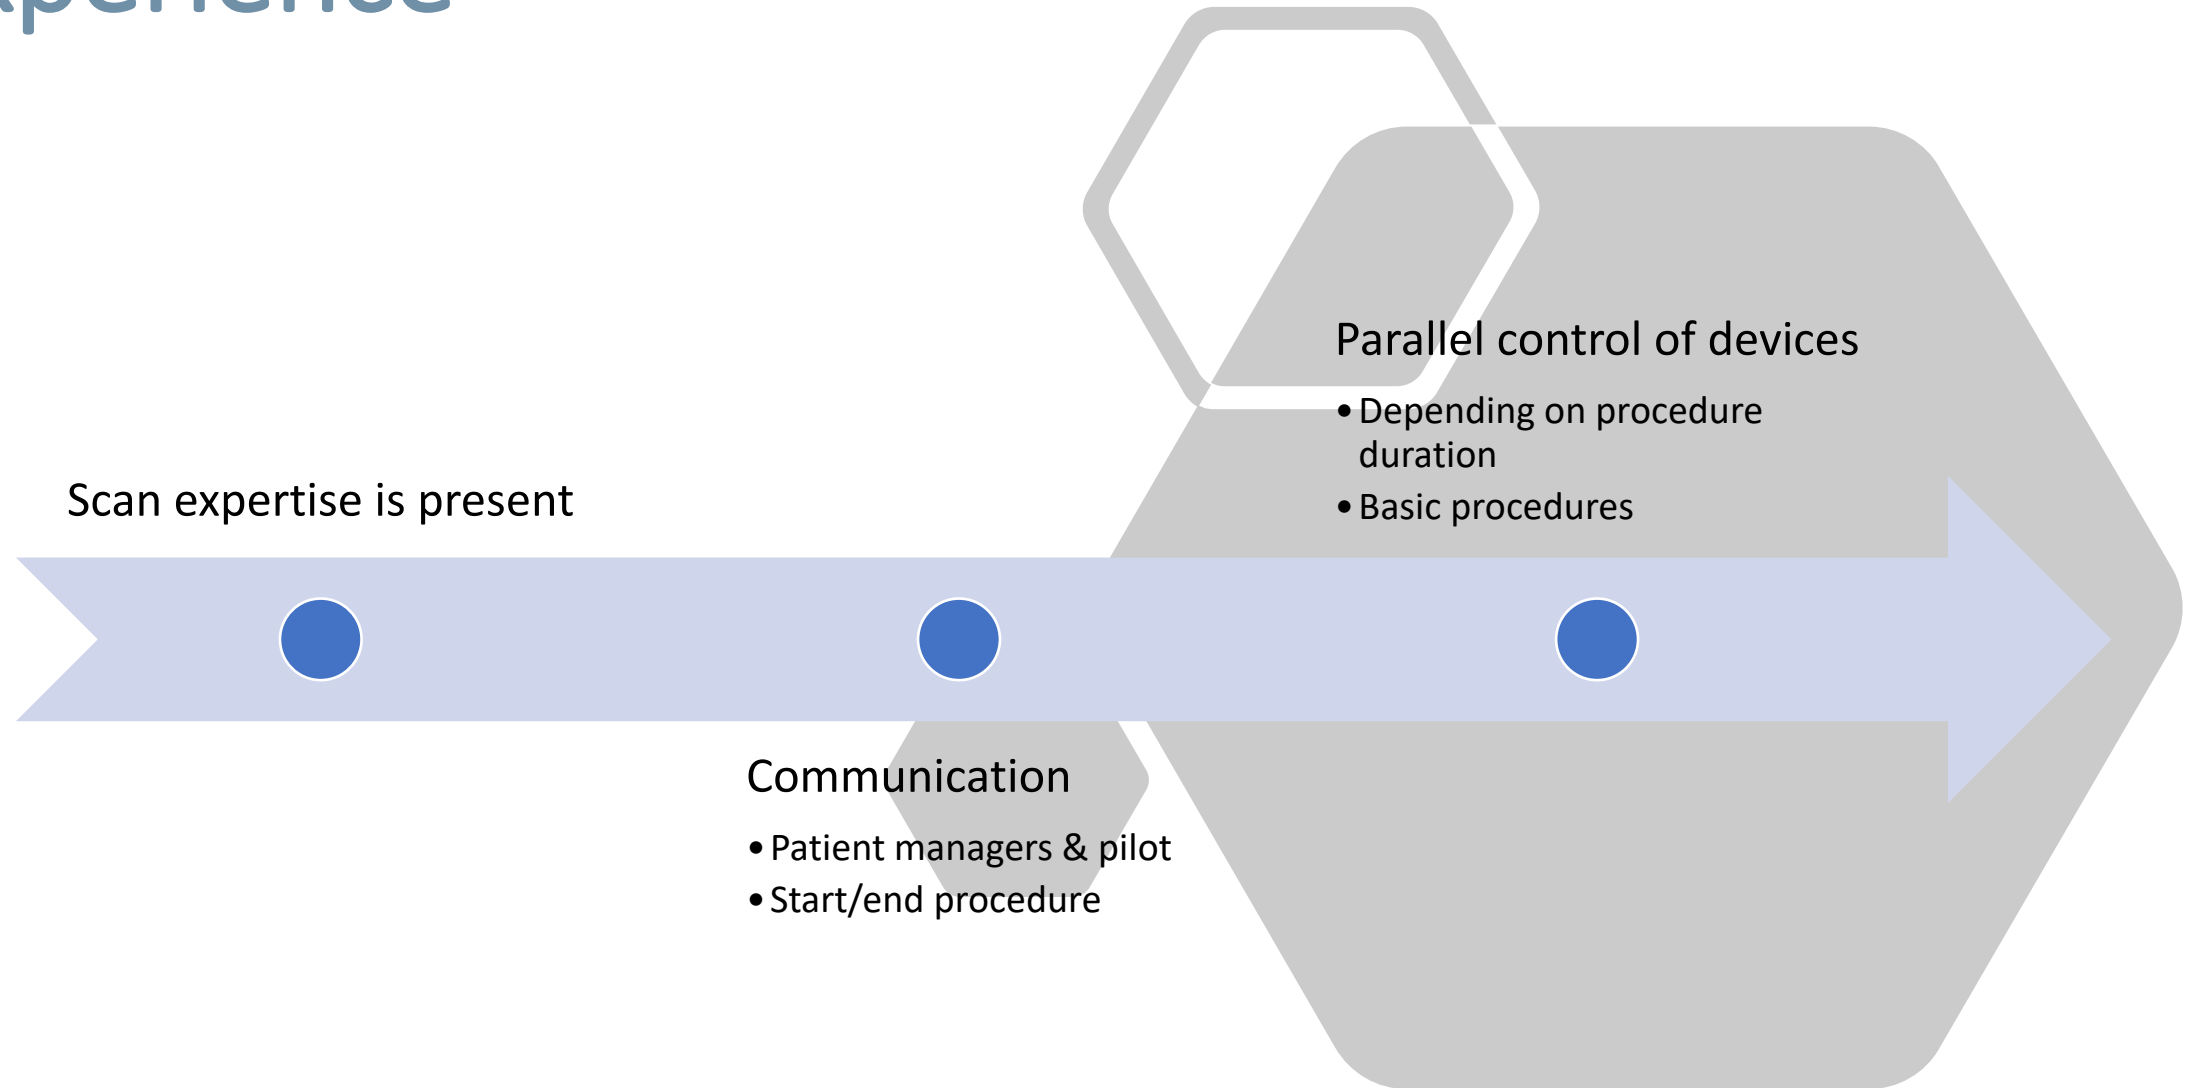 Scan expertise is present
Communication
• Patient managers & pilot
• Start/end procedure
Parallel control of devices
• Depending on procedure
duration
• Basic procedures